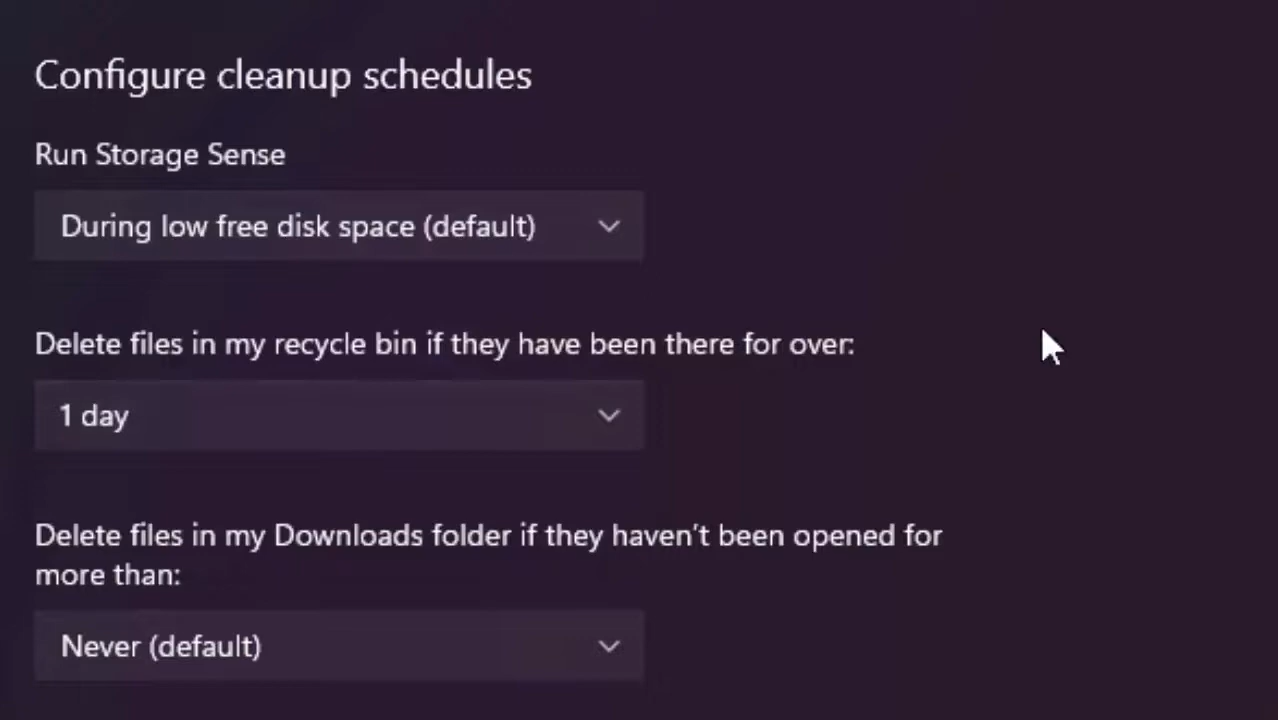 Configure cleanup schedules
Run Storage Sense
During low free disk space (default)
Delete files in my recycle bin if they have been there for over:
1 day
Delete files in my Downloads folder if they haven't been opened for
more than:
Never (default)